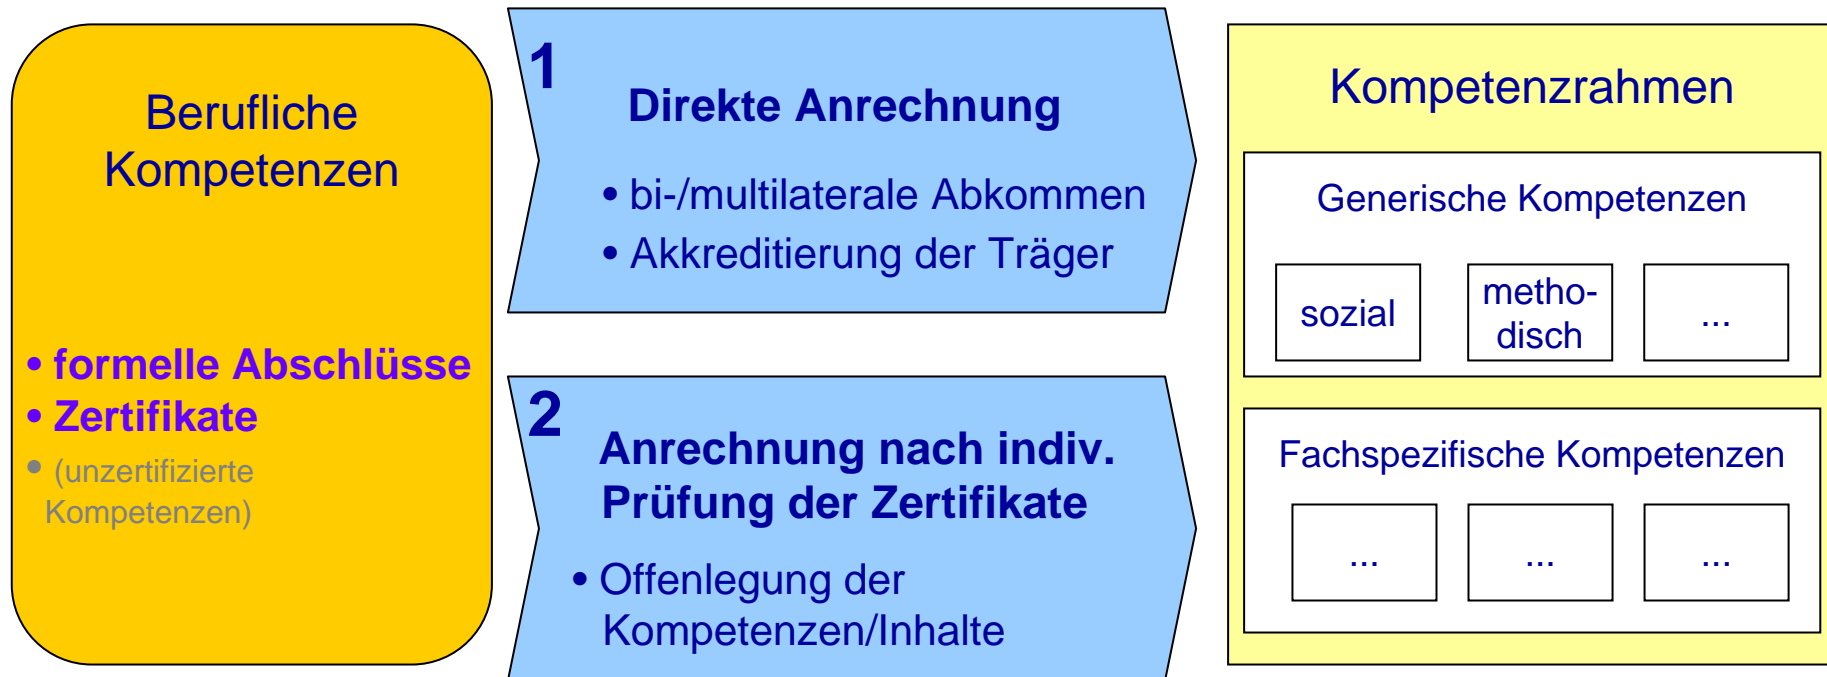 Berufliche
Kompetenzen
• formelle Abschlüsse
• Zertifikate
• (unzertifizierte
Kompetenzen)
1
Direkte Anrechnung
• bi-/multilaterale Abkommen
• Akkreditierung der Träger
2
Anrechnung nach indiv.
Prüfung der Zertifikate
• Offenlegung der
Kompetenzen/Inhalte
Kompetenzrahmen
Generische Kompetenzen
sozial
metho-
disch
...
Fachspezifische Kompetenzen
...
...
...